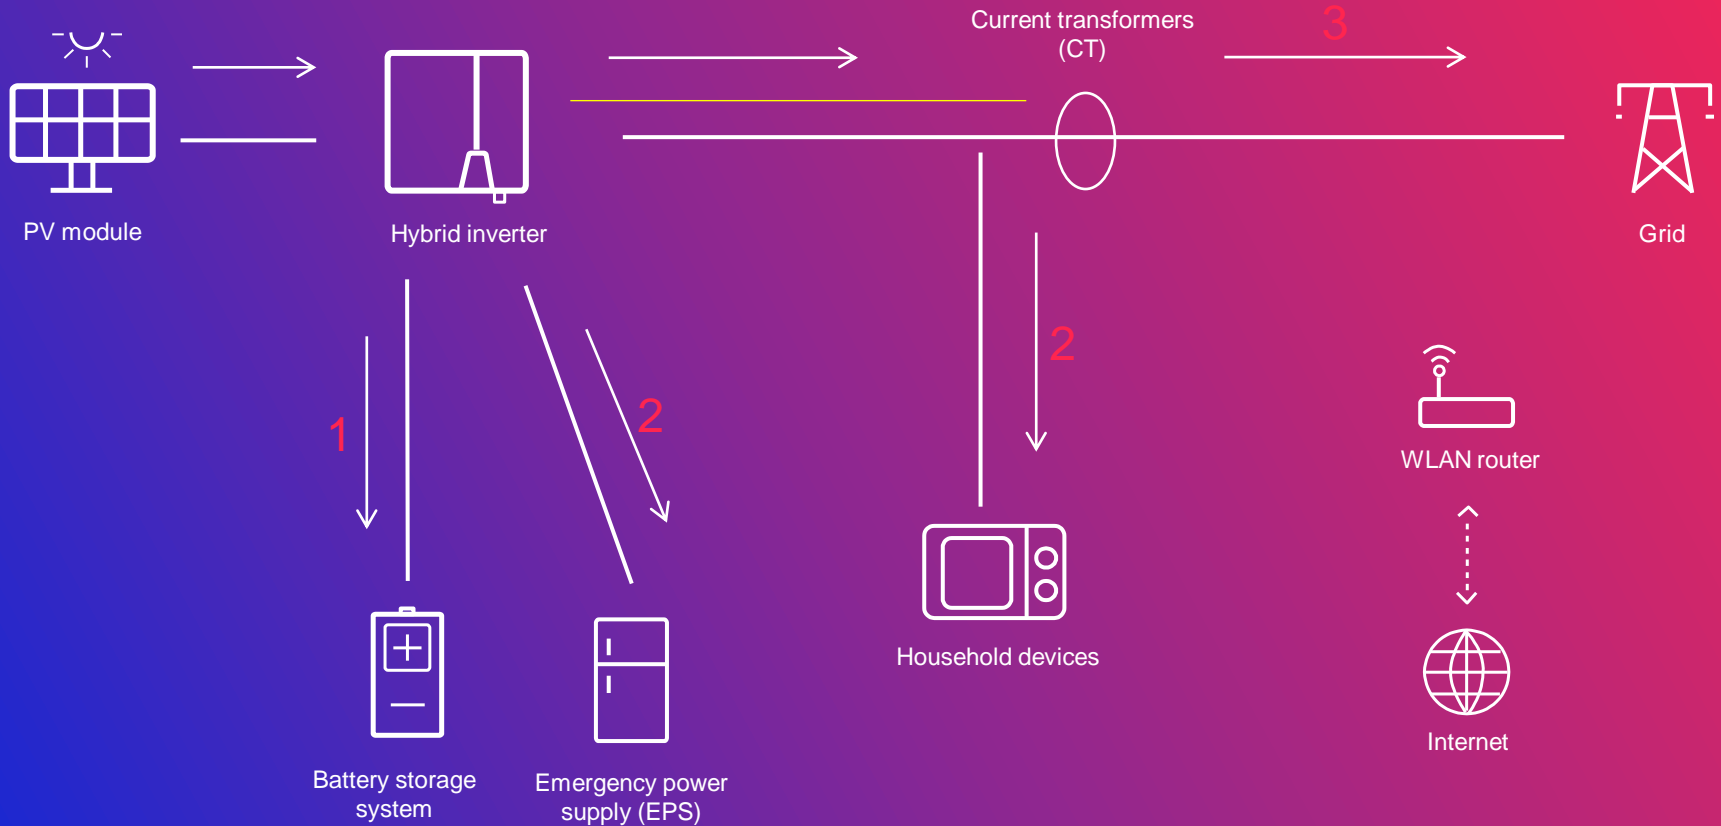 Current transformers
(CT)
3
PV module
Hybrid inverter
Grid
2
1
2
WLAN router
Household devices
Internet
Battery storage
system
Emergency power
supply (EPS)